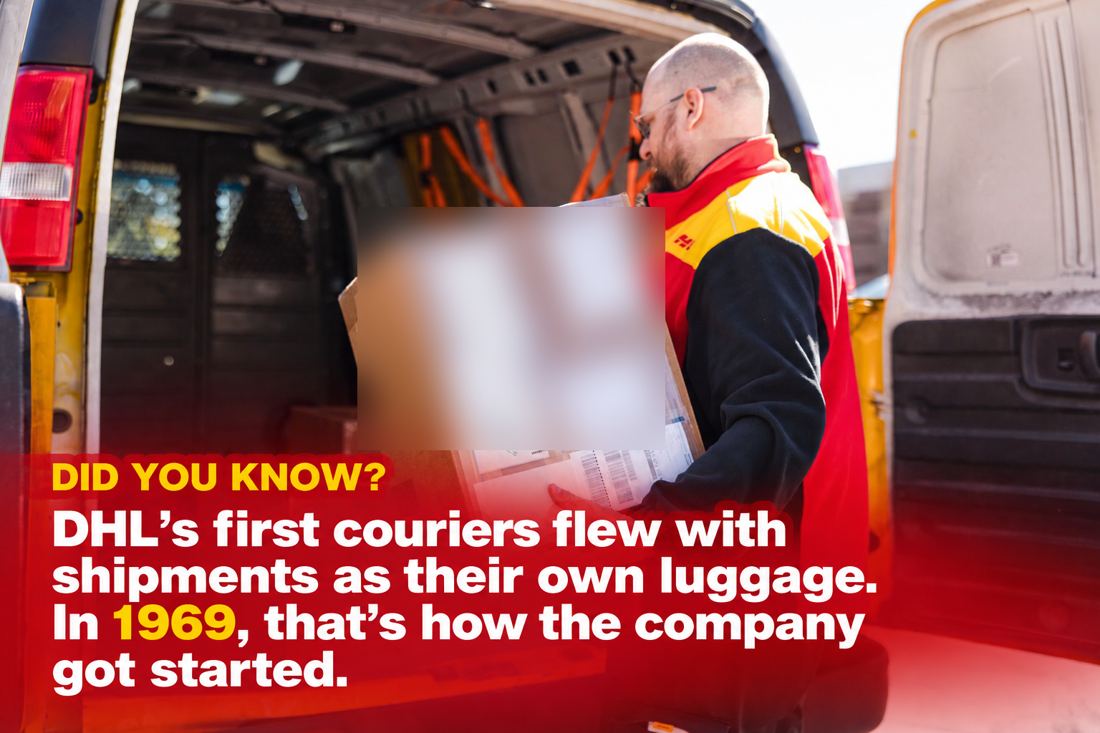 DID YOU KNOW?
DHL’s first couriers flew with
shipments as their own luggage.
In 1969, that’s how the company
got started.